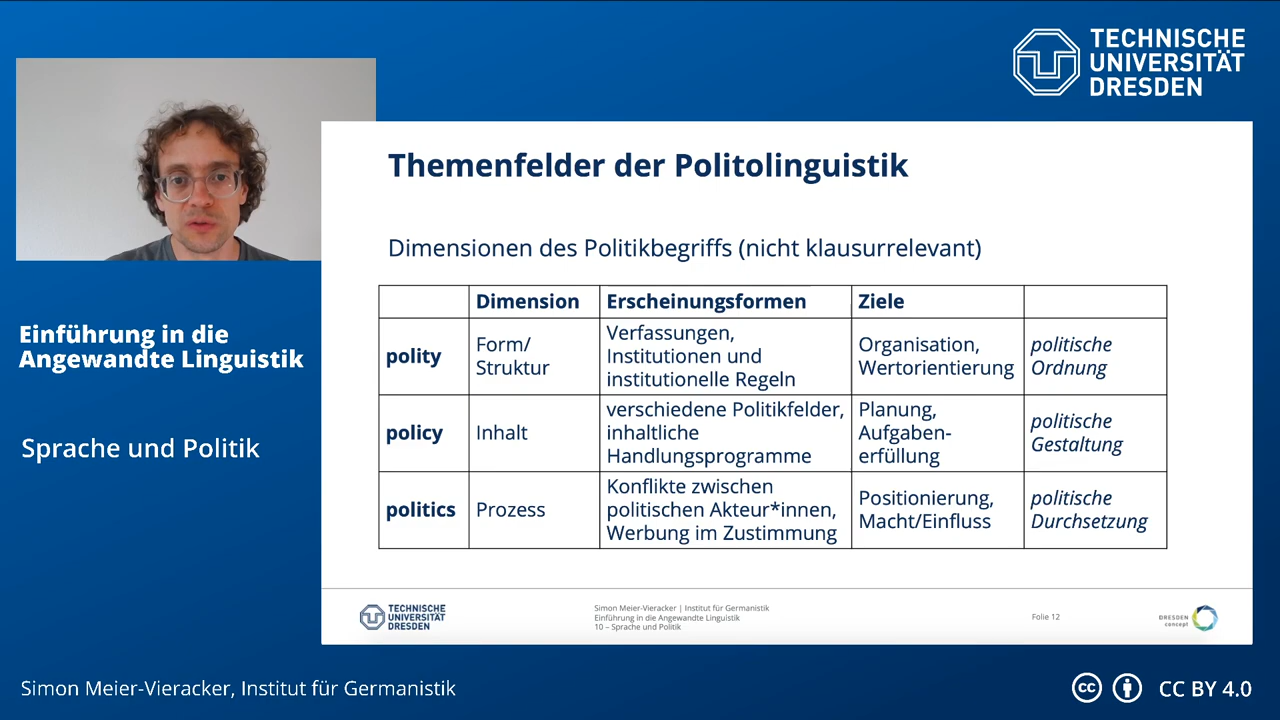 TECHNISCHE
UNIVERSITÄT
DRESDEN
Einführung in die
Angewandte Linguistik
Sprache und Politik
Themenfelder der Politolinguistik
Dimensionen des Politikbegriffs (nicht klausurrelevant)
Dimension Erscheinungsformen Ziele
polity
Form/
Struktur
Verfassungen,
Institutionen und
institutionelle Regeln
Organisation,
Wertorientierung
politische
Ordnung
policy
Inhalt
verschiedene Politikfelder,
inhaltliche
Handlungsprogramme
Planung,
Aufgaben-
erfüllung
politische
Gestaltung
politics
Prozess
Konflikte zwischen
politischen Akteur*innen,
Werbung im Zustimmung
Positionierung,
Macht/Einfluss
politische
Durchsetzung
TECHNISCHE
UNIVERSITÄT
DRESDEN
Simon Meier-Vieracker | Institut für Germanistik
Einführung in die Angewandte Linguistik
10 – Sprache und Politik
Folie 12
DRESDEN
concept
Simon Meier-Vieracker, Institut für Germanistik
cc CC BY 4.0